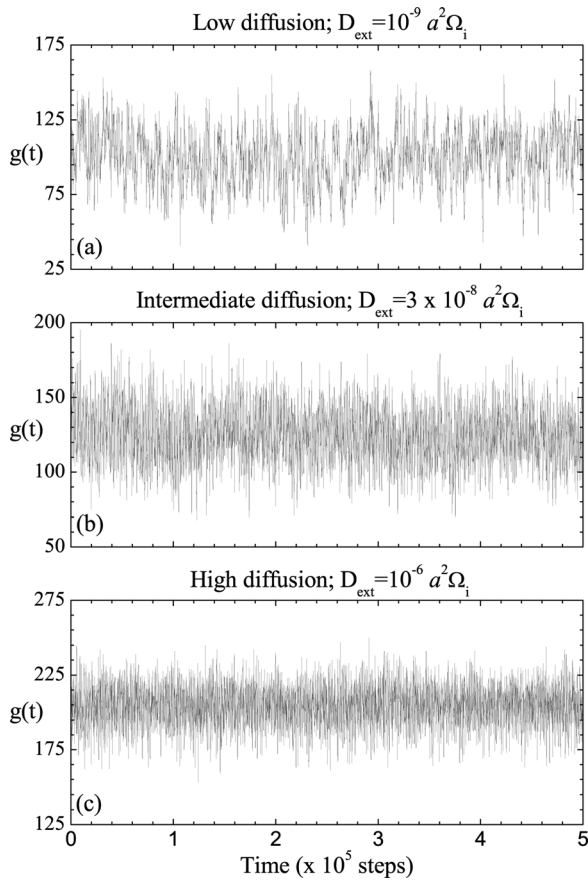 Low diffusion; D_ext=10^-9 a^2Ω_i
175
125
g(t)
75
(a)
25
Intermediate diffusion; D_ext=3 x 10^-8 a^2Ω_i
200
150
g(t)
100
(b)
50
High diffusion; D_ext=10^-6 a^2Ω_i
275
225
g(t)
175
(c)
125
0 1 2 3 4 5
Time (x 10^5 steps)